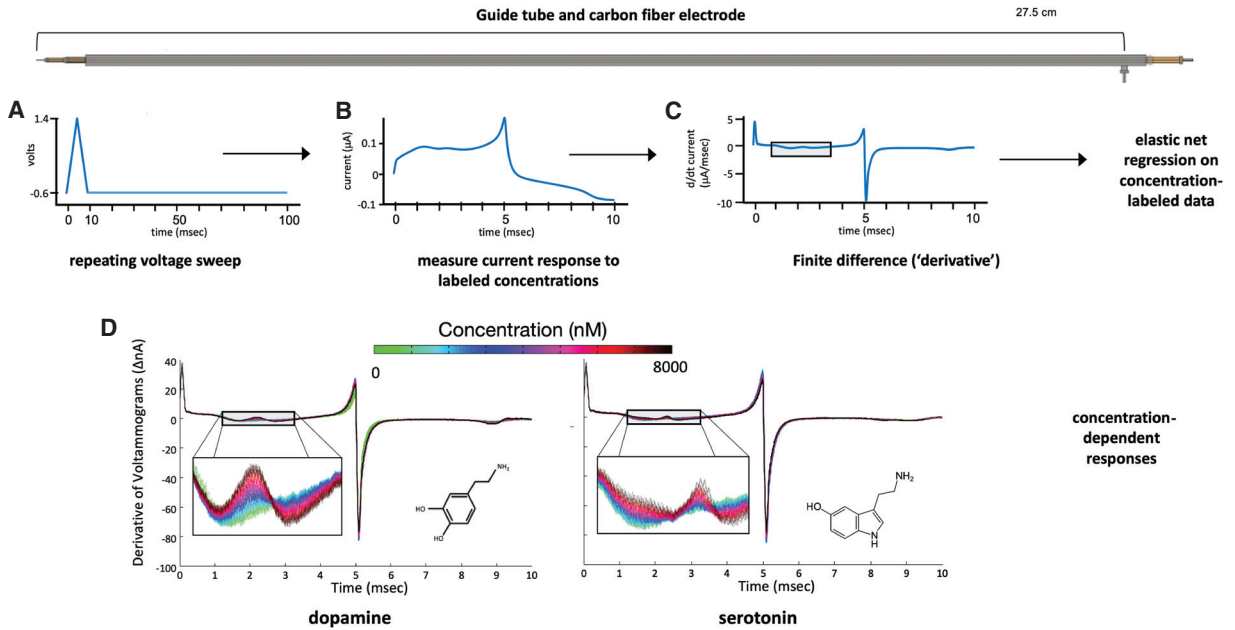 Guide tube and carbon fiber electrode
27.5 cm
A
1.4
volts
-0.6
0 10 50 100
time (msec)
repeating voltage sweep
B
current (μA)
0.1
0
-0.1
0 5 10
time (msec)
measure current response to
labeled concentrations
C
d/dt current
(μA/msec)
5
0
-5
-10
0 5 10
time (msec)
Finite difference (‘derivative’)
elastic net
regression on
concentration-
labeled data
D
Concentration (nM)
0 8000
Derivative of Voltammograms (ΔnA)
40
20
0
-20
-40
-60
-80
-100
NH₂
HO
HO
0 1 2 3 4 5 6 7 8 9 10
Time (msec)
dopamine
NH₂
HO
N
H
0 1 2 3 4 5 6 7 8 9 10
Time (msec)
serotonin
concentration-
dependent
responses